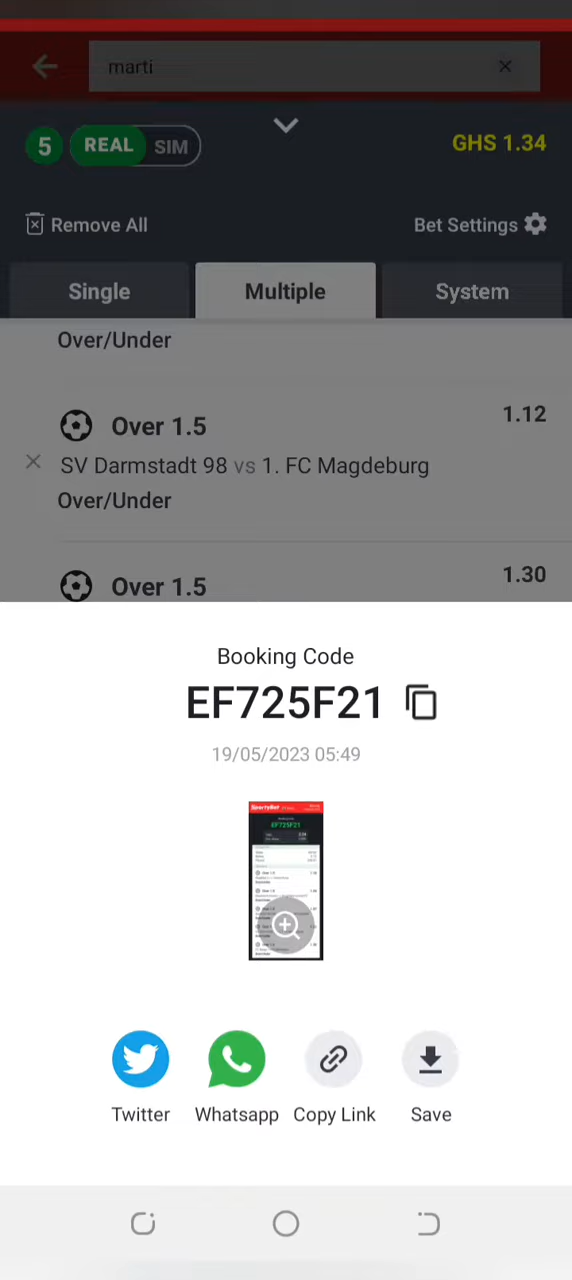 marti
5 REAL SIM GHS 1.34
Remove All Bet Settings
Single Multiple System
Over/Under
Over 1.5 1.12
SV Darmstadt 98 vs 1. FC Magdeburg
Over/Under
Over 1.5 1.30
Booking Code
EF725F21
19/05/2023 05:49
SportyBet
EF725F21
Twitter Whatsapp Copy Link Save